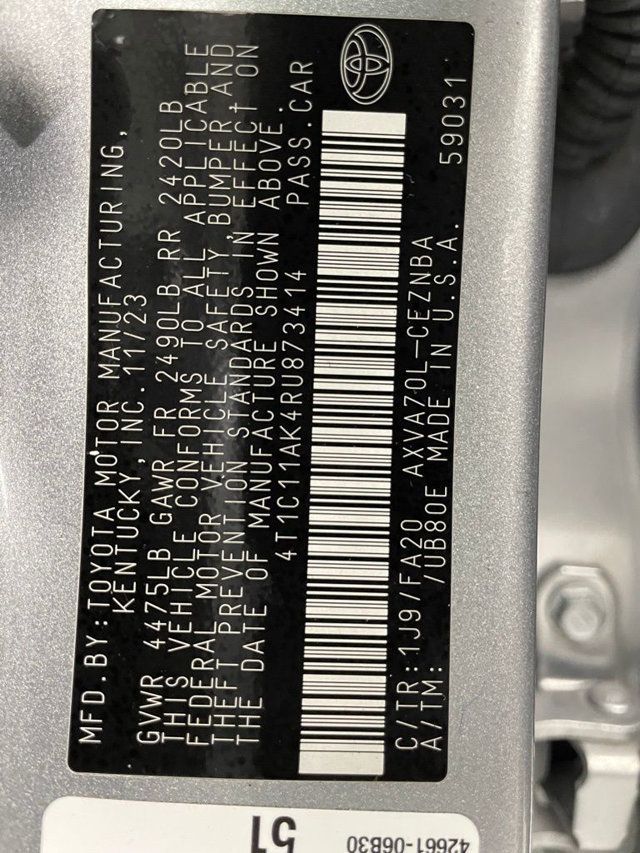 MFD.BY:TOYOTA MOTOR MANUFACTURING,
KENTUCKY,INC. 11/23
GVWR 4475LB GAWR FR 2490LB RR 2420LB
THIS VEHICLE CONFORMS TO ALL APPLICABLE
FEDERAL MOTOR VEHICLE SAFETY, BUMPER AND
THEFT PREVENTION STANDARDS IN EFFECT ON
THE DATE OF MANUFACTURE SHOWN ABOVE.
4T1C11AK4RU873414 PASS.CAR
C/TR:1J9/FA20 AXVA70L-CEZNBA
A/TM: /UB80E MADE IN U.S.A. 59031
51
42661-06B30